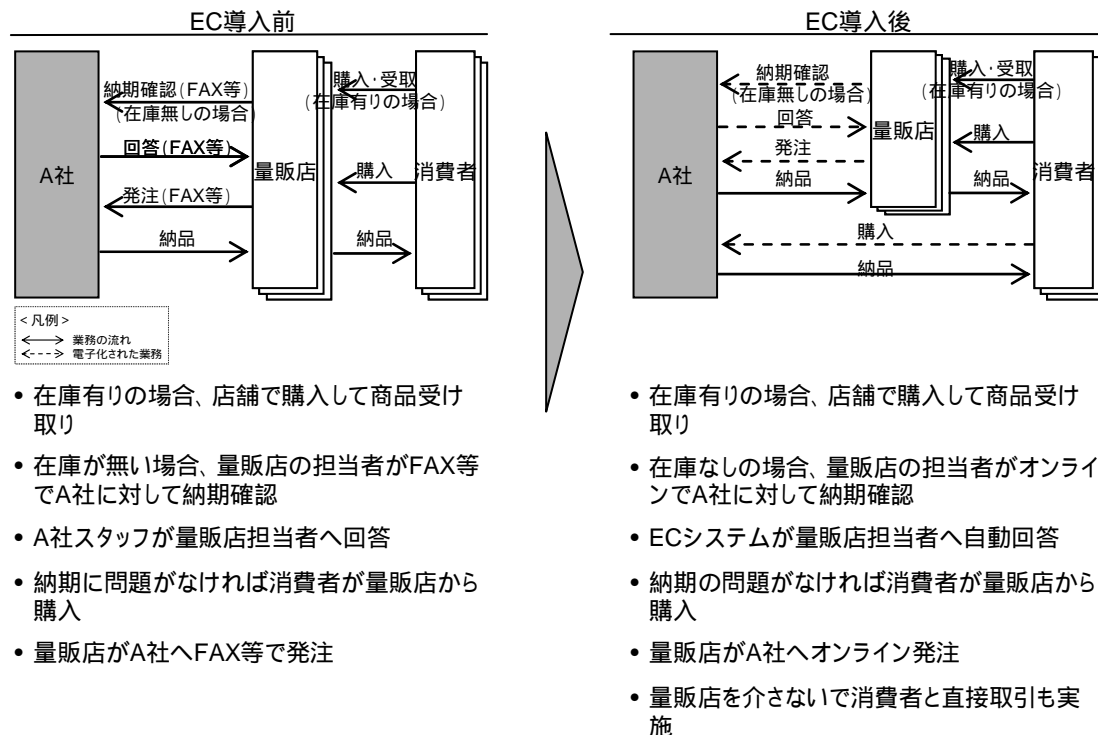 EC導入前
納期確認(FAX等)
(在庫無しの場合)
回答(FAX等)
発注(FAX等)
納品
A社
量販店
購入・受取
(在庫有りの場合)
購入
納品
消費者
<凡例>
業務の流れ
電子化された業務
• 在庫有りの場合、店舗で購入して商品受け
取り
• 在庫が無い場合、量販店の担当者がFAX等
でA社に対して納期確認
• A社スタッフが量販店担当者へ回答
• 納期に問題がなければ消費者が量販店から
購入
• 量販店がA社へFAX等で発注
EC導入後
納期確認
(在庫無しの場合)
回答
発注
納品
A社
量販店
購入・受取
(在庫有りの場合)
購入
納品
消費者
購入
納品
• 在庫有りの場合、店舗で購入して商品受け
取り
• 在庫なしの場合、量販店の担当者がオンライ
ンでA社に対して納期確認
• ECシステムが量販店担当者へ自動回答
• 納期の問題がなければ消費者が量販店から
購入
• 量販店がA社へオンライン発注
• 量販店を介さないで消費者と直接取引も実
施